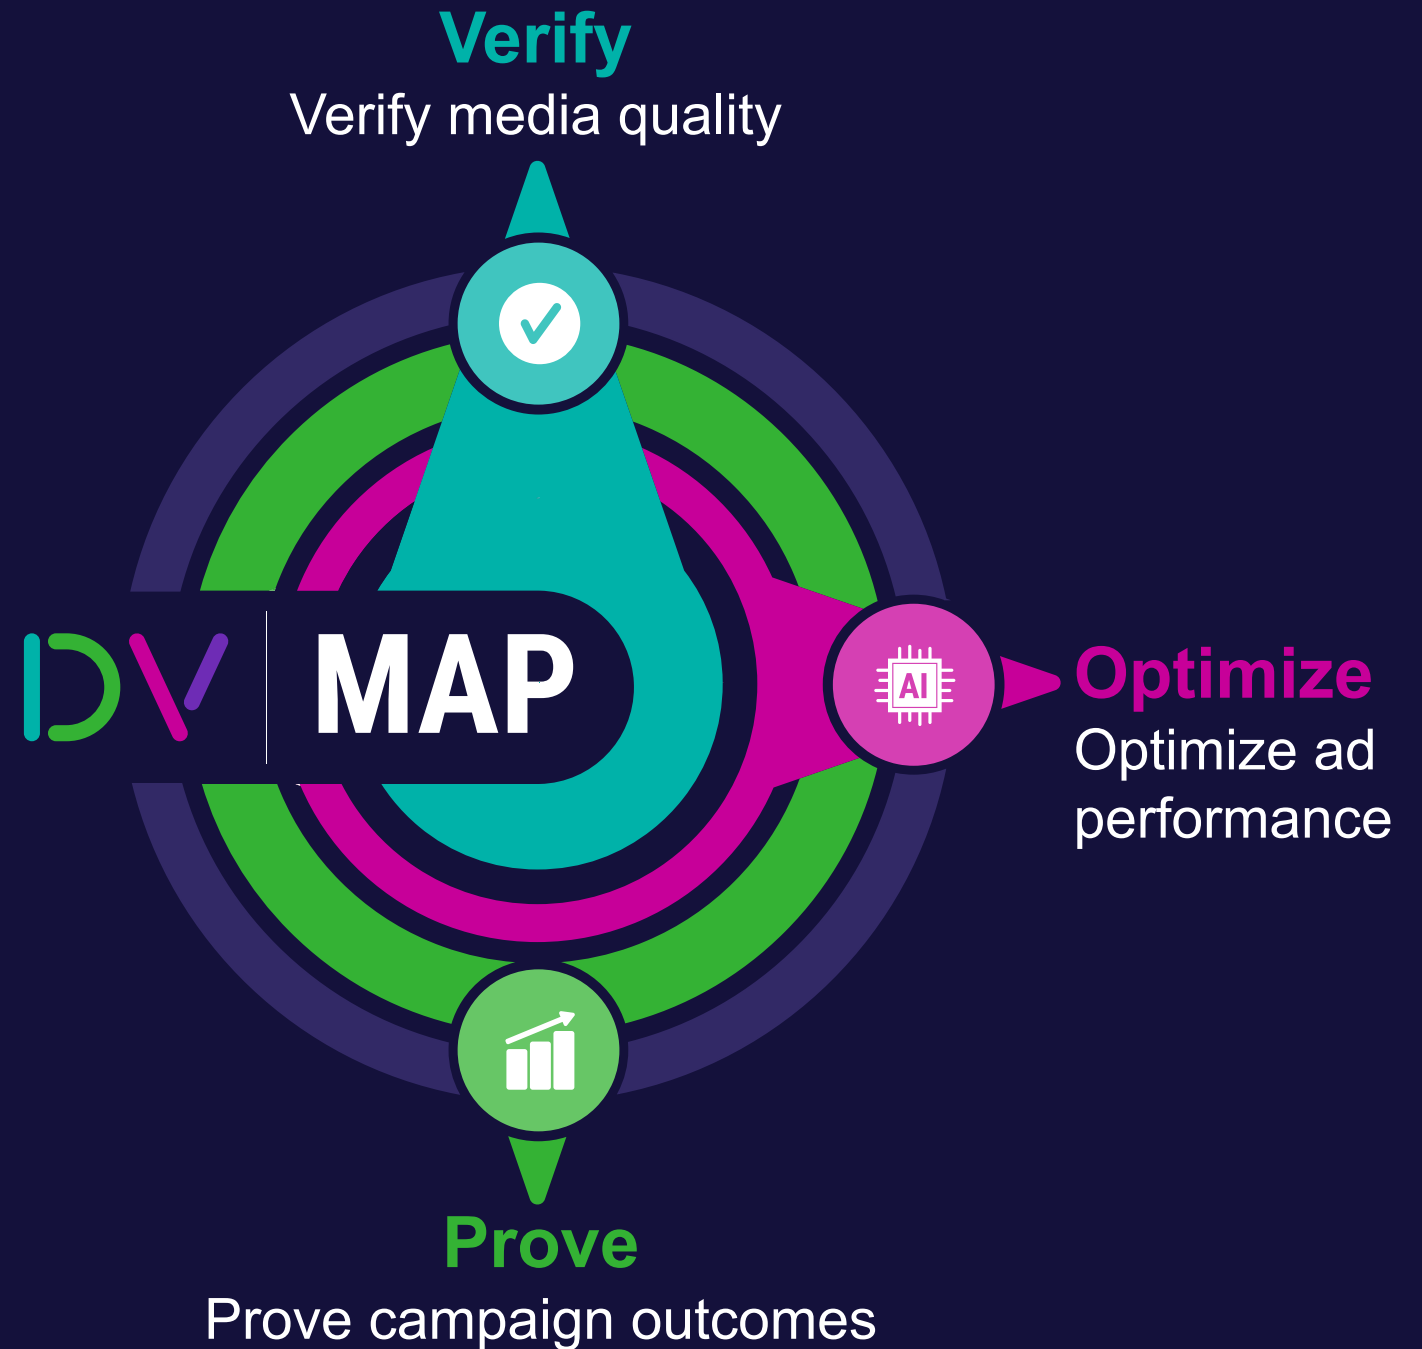 Verify
Verify media quality
DV | MAP
AI
Optimize
Optimize ad
performance
Prove
Prove campaign outcomes